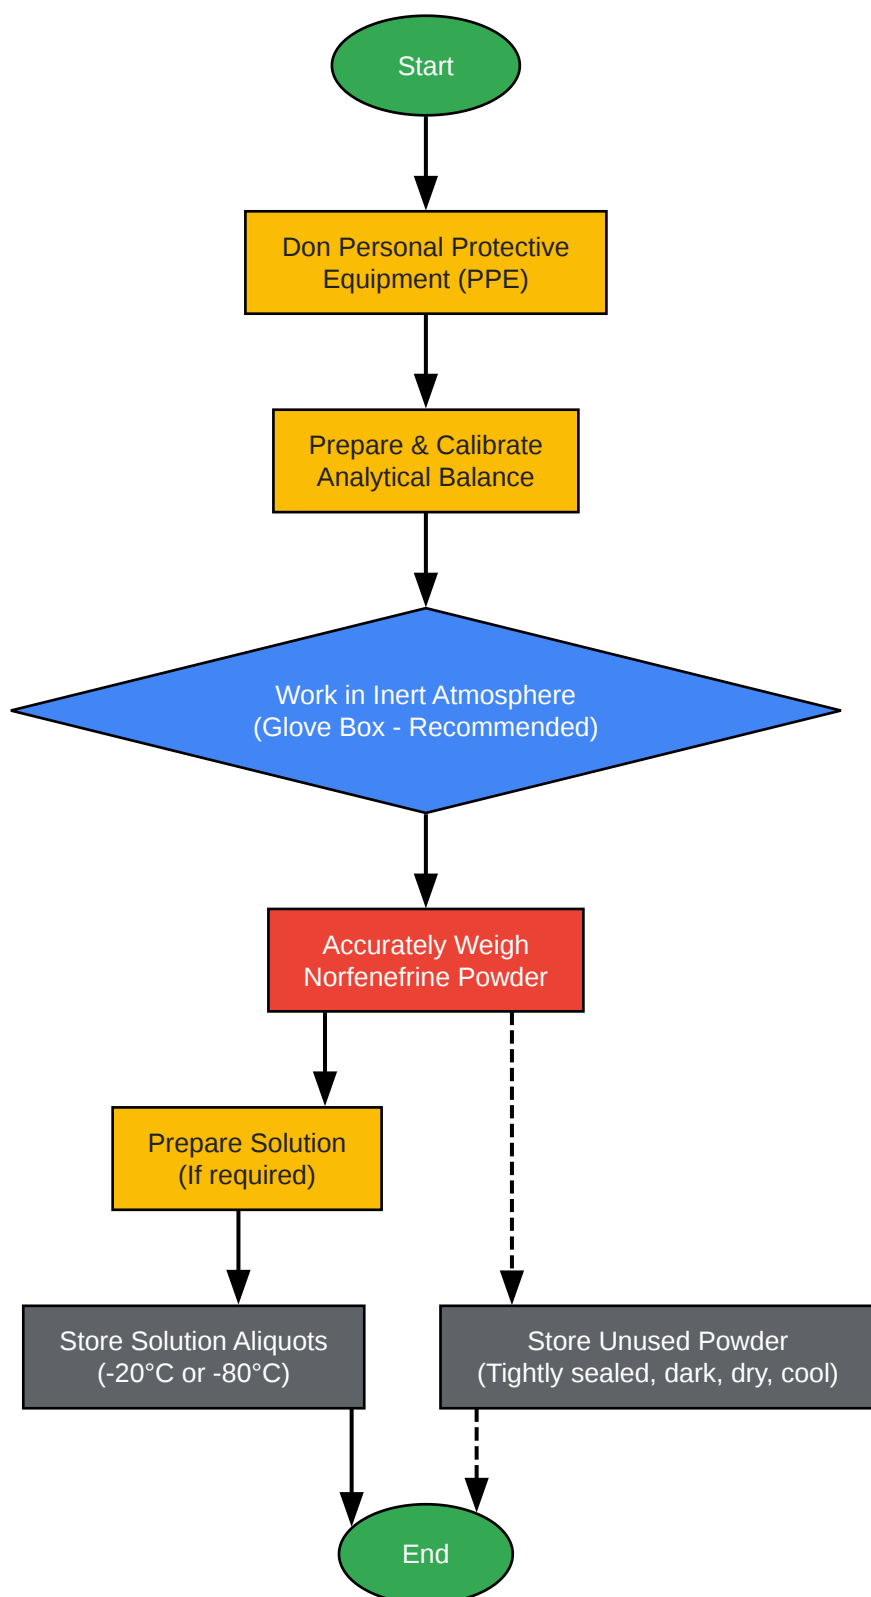 Start
Don Personal Protective
Equipment (PPE)
Prepare & Calibrate
Analytical Balance
Work in Inert Atmosphere
(Glove Box - Recommended)
Accurately Weigh
Norfenefrine Powder
Prepare Solution
(If required)
Store Solution Aliquots
(-20°C or -80°C)
Store Unused Powder
(Tightly sealed, dark, dry, cool)
End